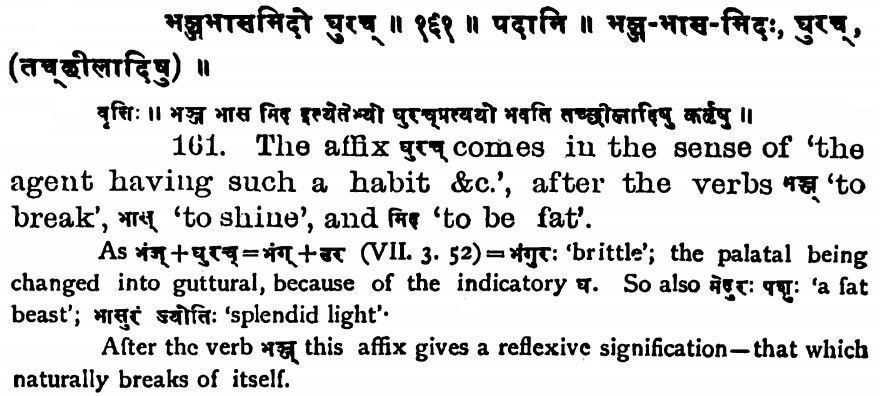 भञ्जभासमिदो घुरच् ॥ १६१ ॥ पदानि ॥ भञ्ज-भास-मिदः, घुरच्,
(तच्छीलादिषु) ॥
वृत्तिः ॥ भञ्ज भास मिद इत्येतेभ्यो घुरच्प्रत्ययो भवति तच्छीलादिषु कर्तृषु ॥
161. The affix घुरच् comes in the sense of ‘the
agent having such a habit &c.’, after the verbs भञ्ज् ‘to
break’, भास् ‘to shine’, and मिद् ‘to be fat’.
As भंज्+घुरच्=भंग्+उर (VII. 3. 52)=भंगुरः ‘brittle’; the palatal being
changed into guttural, because of the indicatory घ. So also मेदुरः पशुः ‘a fat
beast’; भासुरं ज्योतिः ‘splendid light’.
After the verb भञ्ज् this affix gives a reflexive signification—that which
naturally breaks of itself.